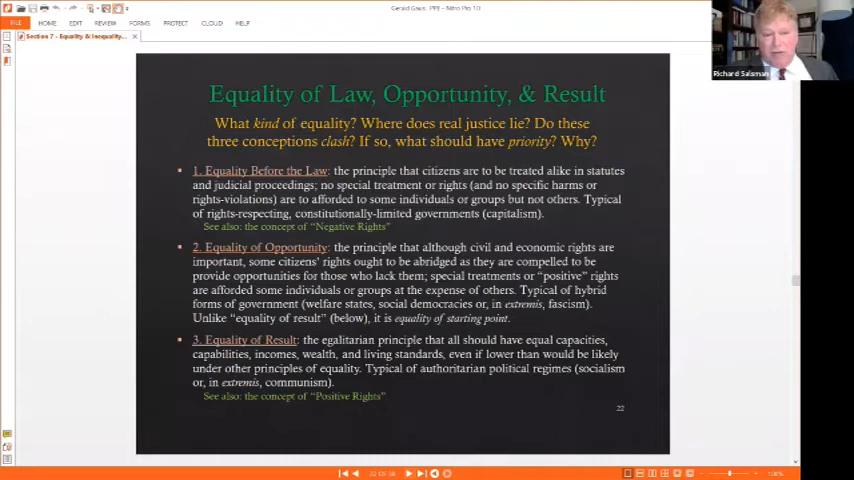 Gerald Gaus, PPE - Nitro Pro 10
FILE HOME EDIT REVIEW FORMS PROTECT CLOUD HELP
Section 7 - Equality & Inequality...
Richard Salsman
Equality of Law, Opportunity, & Result
What kind of equality? Where does real justice lie? Do these
three conceptions clash? If so, what should have priority? Why?
1. Equality Before the Law: the principle that citizens are to be treated alike in statutes
and judicial proceedings; no special treatment or rights (and no specific harms or
rights-violations) are to afforded to some individuals or groups but not others. Typical
of rights-respecting, constitutionally-limited governments (capitalism).
See also: the concept of "Negative Rights"
2. Equality of Opportunity: the principle that although civil and economic rights are
important, some citizens' rights ought to be abridged as they are compelled to be
provide opportunities for those who lack them; special treatments or "positive" rights
are afforded some individuals or groups at the expense of others. Typical of hybrid
forms of government (welfare states, social democracies or, in extremis, fascism).
Unlike "equality of result" (below), it is equality of starting point.
3. Equality of Result: the egalitarian principle that all should have equal capacities,
capabilities, incomes, wealth, and living standards, even if lower than would be likely
under other principles of equality. Typical of authoritarian political regimes (socialism
or, in extremis, communism).
See also: the concept of "Positive Rights"
22